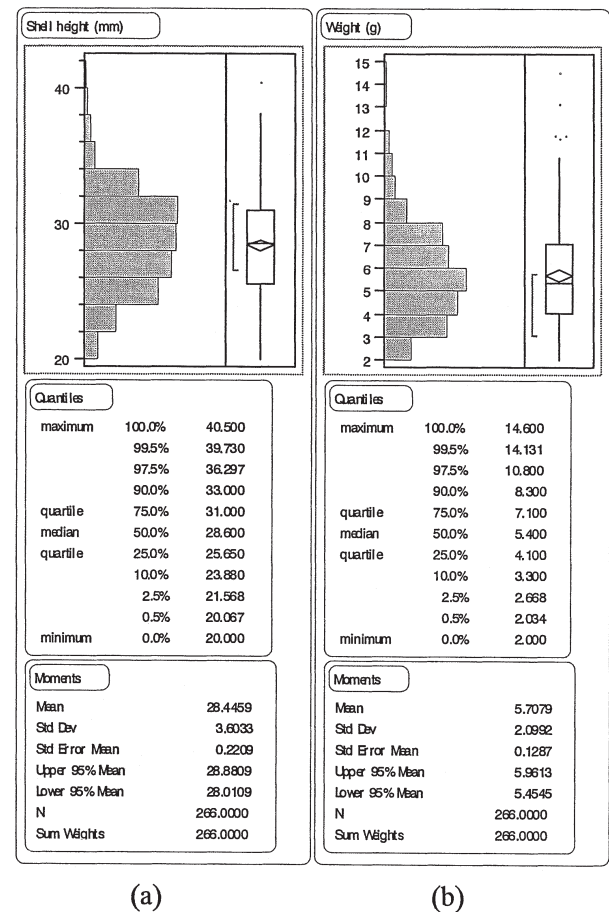 Shell height (mm)
40
30
20
Quantiles
maximum 100.0% 40.500
99.5% 39.730
97.5% 36.297
90.0% 33.000
quartile 75.0% 31.000
median 50.0% 28.600
quartile 25.0% 25.650
10.0% 23.880
2.5% 21.568
0.5% 20.067
minimum 0.0% 20.000
Moments
Mean 28.4459
Std Dev 3.6033
Std Error Mean 0.2209
Upper 95% Mean 28.8809
Lower 95% Mean 28.0109
N 266.0000
Sum Weights 266.0000
(a)
Weight (g)
15
14
13
12
11
10
9
8
7
6
5
4
3
2
Quantiles
maximum 100.0% 14.600
99.5% 14.131
97.5% 10.800
90.0% 8.300
quartile 75.0% 7.100
median 50.0% 5.400
quartile 25.0% 4.100
10.0% 3.300
2.5% 2.668
0.5% 2.034
minimum 0.0% 2.000
Moments
Mean 5.7079
Std Dev 2.0992
Std Error Mean 0.1287
Upper 95% Mean 5.9613
Lower 95% Mean 5.4545
N 266.0000
Sum Weights 266.0000
(b)